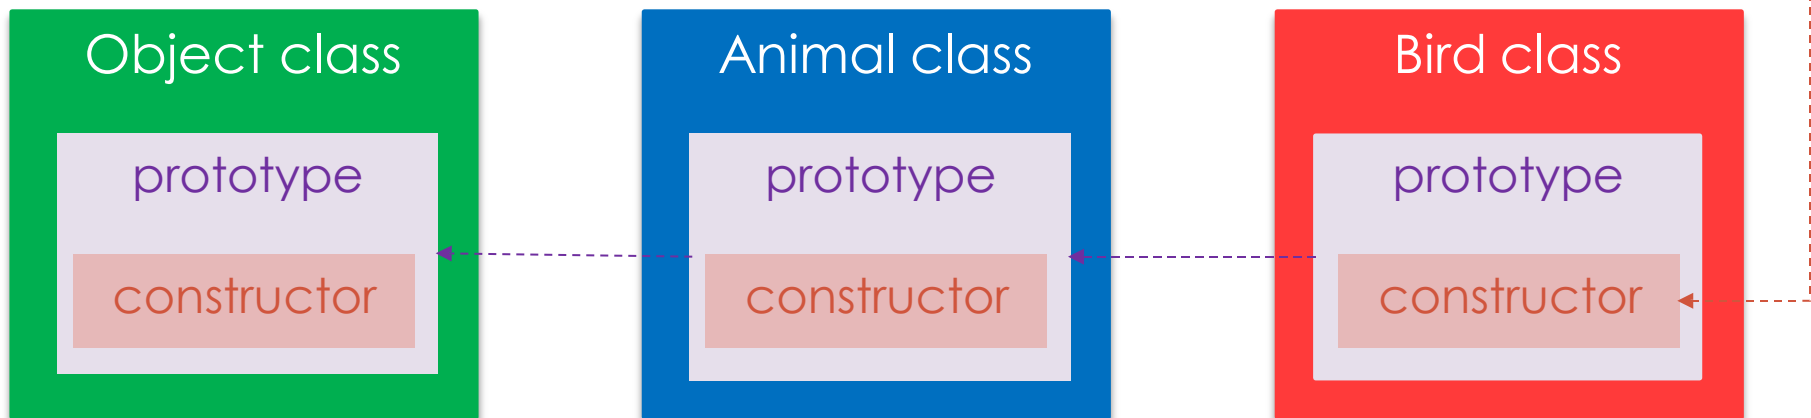 Object class
prototype
constructor
Animal class
prototype
constructor
Bird class
prototype
constructor